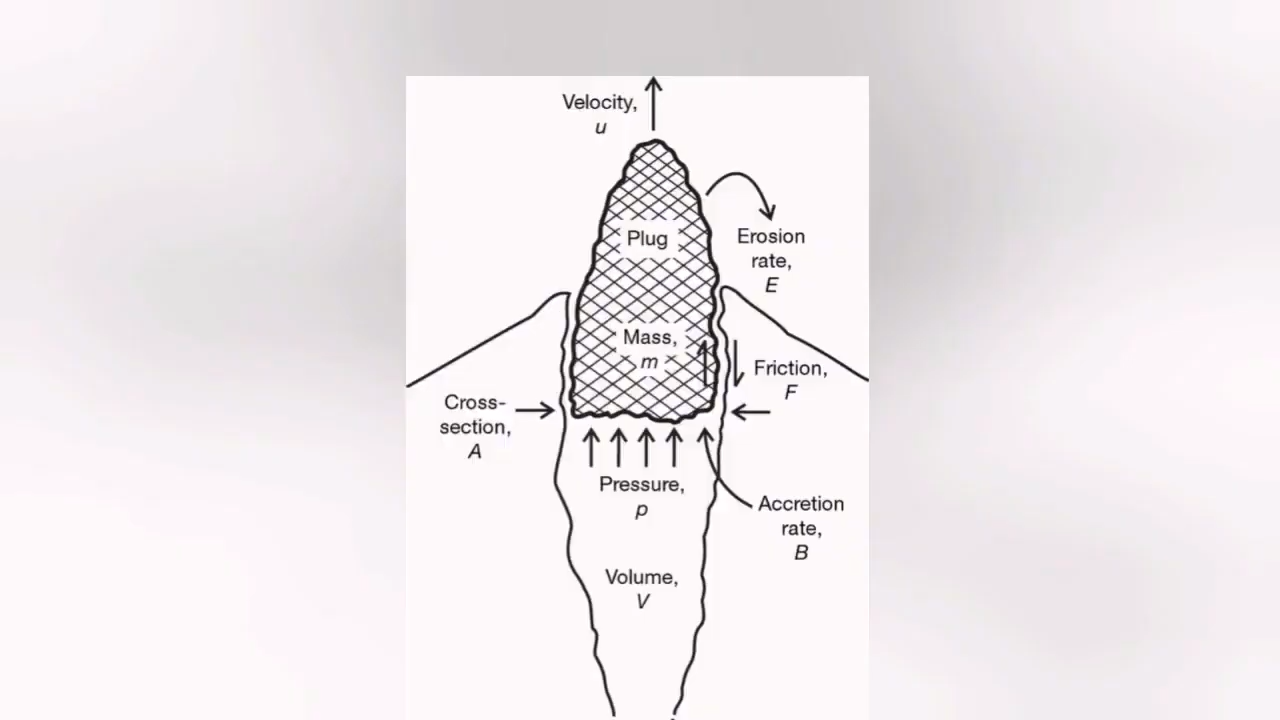 Velocity,
u
Plug
Erosion
rate,
E
Mass,
m
Friction,
F
Cross-
section,
A
Pressure,
p
Accretion
rate,
B
Volume,
V